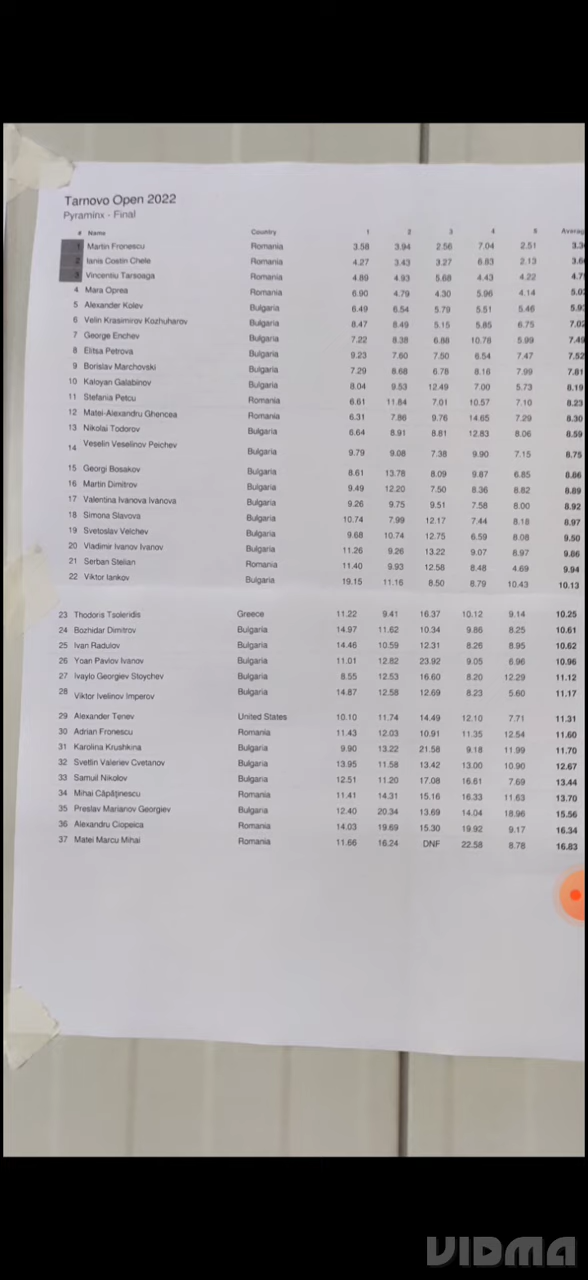 Tarnovo Open 2022
Pyraminx - Final
# Name Country 1 2 3 4 5 Averag
1 Martin Fronescu Romania 3.58 3.94 2.56 7.04 2.51 3.3
2 Ianis Costin Chele Romania 4.27 3.43 3.27 6.83 2.13 3.6
3 Vincentiu Tarsoaga Romania 4.89 4.93 5.68 4.43 4.22 4.7
4 Mara Oprea Romania 6.90 4.79 4.30 5.96 4.14 5.0
5 Alexander Kolev Bulgaria 6.49 6.54 5.79 5.51 5.46 5.9
6 Velin Krasimirov Kozhuharov Bulgaria 8.47 8.49 5.15 5.85 6.75 7.02
7 George Enchev Bulgaria 7.22 8.38 6.88 10.78 5.99 7.49
8 Elitsa Petrova Bulgaria 9.23 7.60 7.50 6.54 7.47 7.52
9 Borislav Marchovski Bulgaria 7.29 8.68 6.78 8.16 7.99 7.81
10 Kaloyan Galabinov Bulgaria 8.04 9.53 12.49 7.00 5.73 8.19
11 Stefania Petcu Romania 6.61 11.84 7.01 10.57 7.10 8.23
12 Matei-Alexandru Ghencea Romania 6.31 7.86 9.76 14.65 7.29 8.30
13 Nikolai Todorov Bulgaria 6.64 8.91 8.81 12.83 8.06 8.59
14 Veselin Veselinov Peichev Bulgaria 9.79 9.08 7.38 9.90 7.15 8.75
15 Georgi Bosakov Bulgaria 8.61 13.78 8.09 9.87 6.85 8.86
16 Martin Dimitrov Bulgaria 9.49 12.20 7.50 8.36 8.82 8.89
17 Valentina Ivanova Ivanova Bulgaria 9.26 9.75 9.51 7.58 8.00 8.92
18 Simona Slavova Bulgaria 10.74 7.99 12.17 7.44 8.18 8.97
19 Svetoslav Velchev Bulgaria 9.68 10.74 12.75 6.59 8.08 9.50
20 Vladimir Ivanov Ivanov Bulgaria 11.26 9.26 13.22 9.07 8.97 9.86
21 Serban Stelian Romania 11.40 9.93 12.58 8.48 4.69 9.94
22 Viktor Iankov Bulgaria 19.15 11.16 8.50 8.79 10.43 10.13
23 Thodoris Tsoleridis Greece 11.22 9.41 16.37 10.12 9.14 10.25
24 Bozhidar Dimitrov Bulgaria 14.97 11.62 10.34 9.86 8.25 10.61
25 Ivan Radulov Bulgaria 14.46 10.59 12.31 8.26 8.95 10.62
26 Yoan Pavlov Ivanov Bulgaria 11.01 12.82 23.92 9.05 6.96 10.96
27 Ivaylo Georgiev Stoychev Bulgaria 8.55 12.53 16.60 8.20 12.29 11.12
28 Viktor Ivelinov Imperov Bulgaria 14.87 12.58 12.69 8.23 5.60 11.17
29 Alexander Tenev United States 10.10 11.74 14.49 12.10 7.71 11.31
30 Adrian Fronescu Romania 11.43 12.03 10.91 11.35 12.54 11.60
31 Karolina Krushkina Bulgaria 9.90 13.22 21.58 9.18 11.99 11.70
32 Svettin Valeriev Cvetanov Bulgaria 13.95 11.58 13.42 13.00 10.90 12.67
33 Samuil Nikolov Bulgaria 12.51 11.20 17.08 16.61 7.69 13.44
34 Mihai Căpățînescu Romania 11.41 14.31 15.16 16.33 11.63 13.70
35 Preslav Marianov Georgiev Bulgaria 12.40 20.34 13.69 14.04 18.96 15.56
36 Alexandru Ciopeica Romania 14.03 19.69 15.30 19.92 9.17 16.34
37 Matei Marcu Mihai Romania 11.66 16.24 DNF 22.58 8.78 16.83
VIDMA